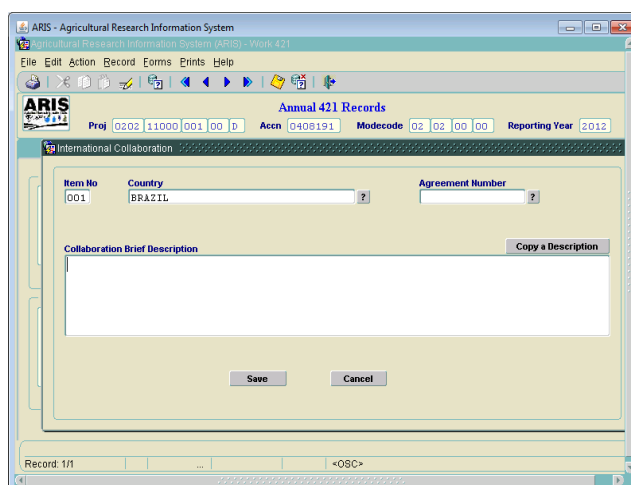 ARIS - Agricultural Research Information System
Agricultural Research Information System (ARIS) - Work 421
File Edit Action Record Forms Prints Help
ARIS
Annual 421 Records
Proj 0202 11000 001 00 D Accn 0408191 Modecode 02 02 00 00 Reporting Year 2012
International Collaboration
Item No Country Agreement Number
001 BRAZIL ? ?
Collaboration Brief Description Copy a Description
Save Cancel
Record: 1/1 ... <OSC>